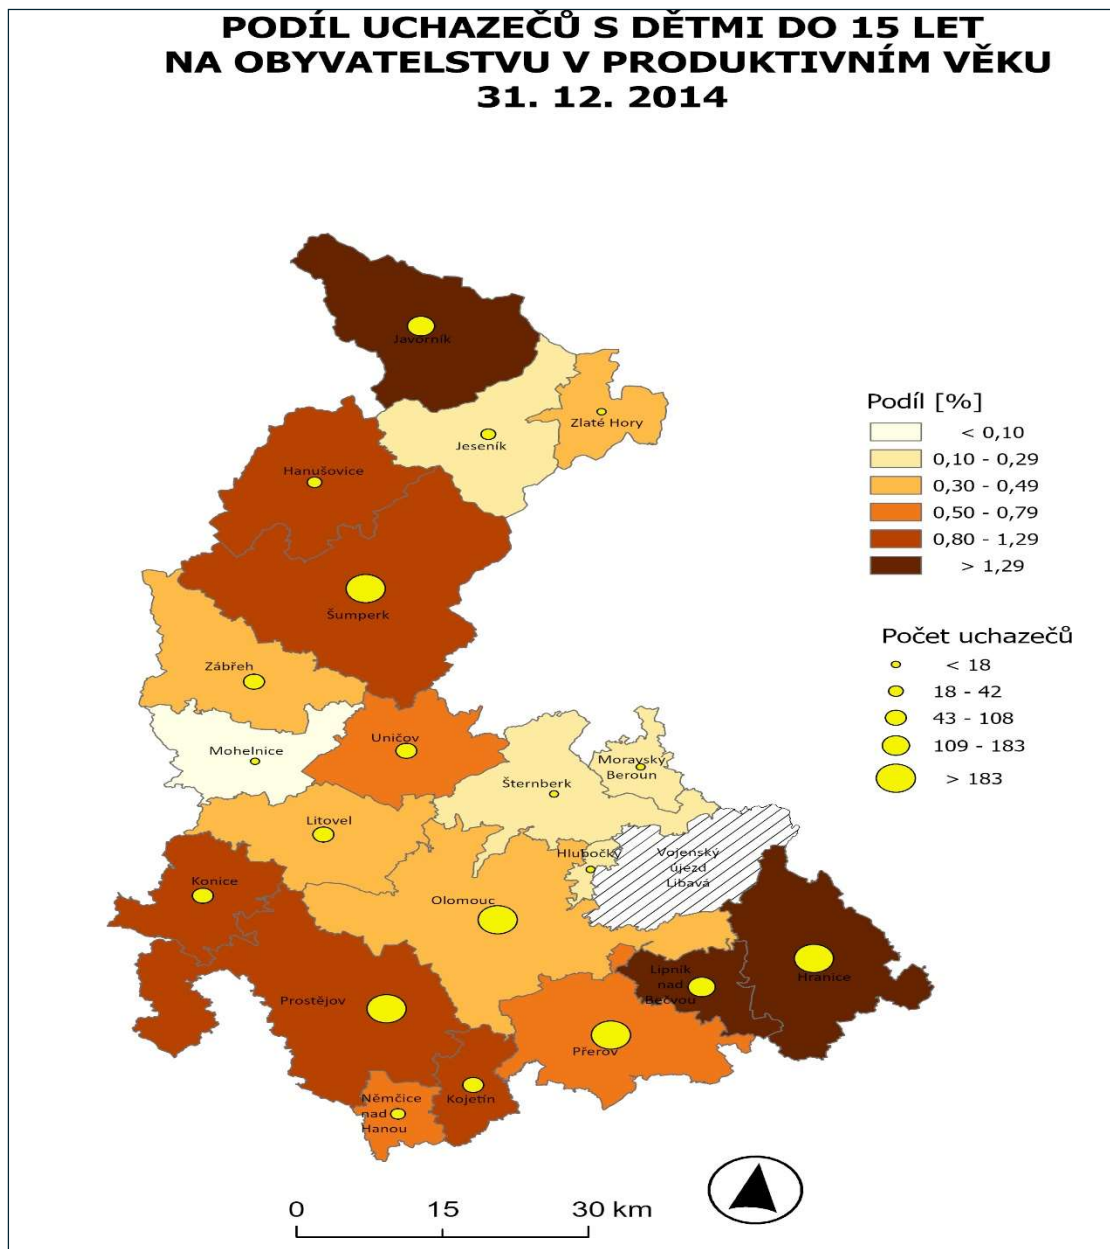 PODÍL UCHAZEČŮ S DĚTMI DO 15 LET
NA OBYVATELSTVU V PRODUKTIVNÍM VĚKU
31. 12. 2014
Javorník
Zlaté Hory
Jeseník
Hanušovice
Šumperk
Zábřeh
Mohelnice
Uničov
Šternberk
Moravský
Beroun
Litovel
Hlubočky
Vojenský
újezd
Libavá
Konice
Olomouc
Prostějov
Lipník
nad
Bečvou
Hranice
Přerov
Kojetín
Němčice
nad
Hanou
Podíl [%]
< 0,10
0,10 - 0,29
0,30 - 0,49
0,50 - 0,79
0,80 - 1,29
> 1,29
Počet uchazečů
< 18
18 - 42
43 - 108
109 - 183
> 183
0 15 30 km